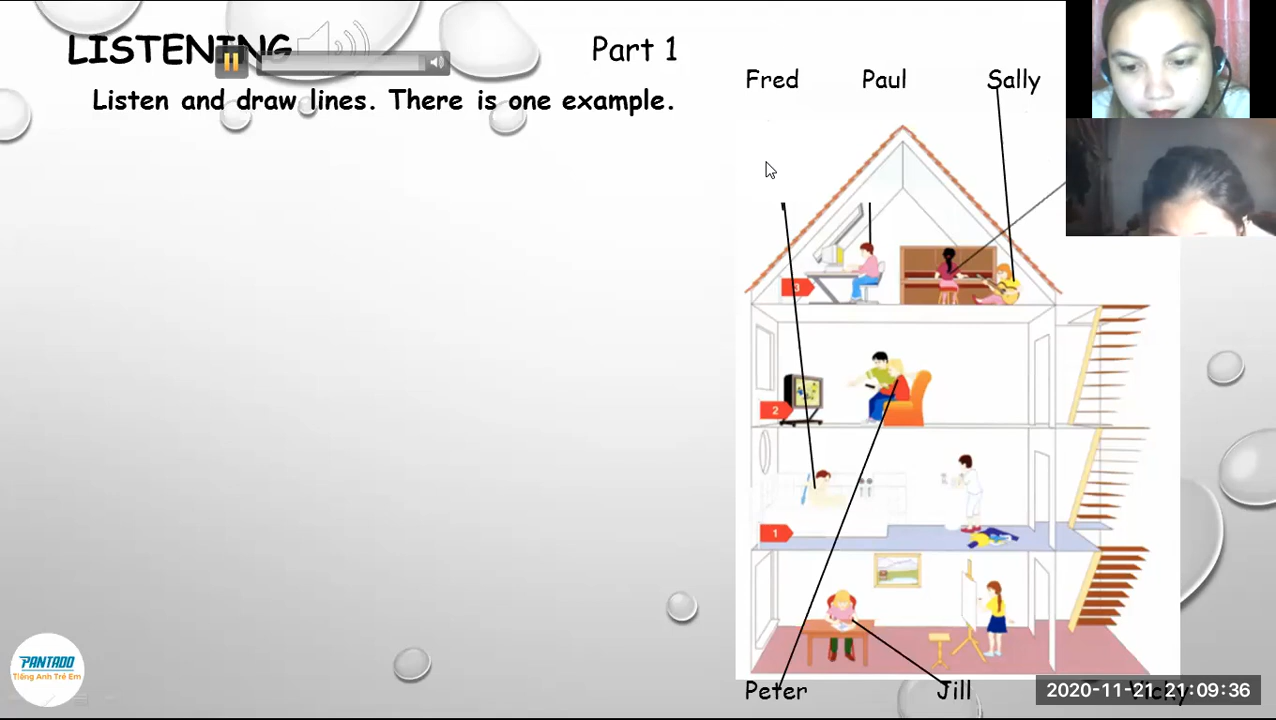 LISTENING
Part 1
Listen and draw lines. There is one example.
Fred Paul Sally
3
2
1
Peter Jill Vichy
PANTADO
Tiếng Anh Trẻ Em
2020-11-21 21:09:36